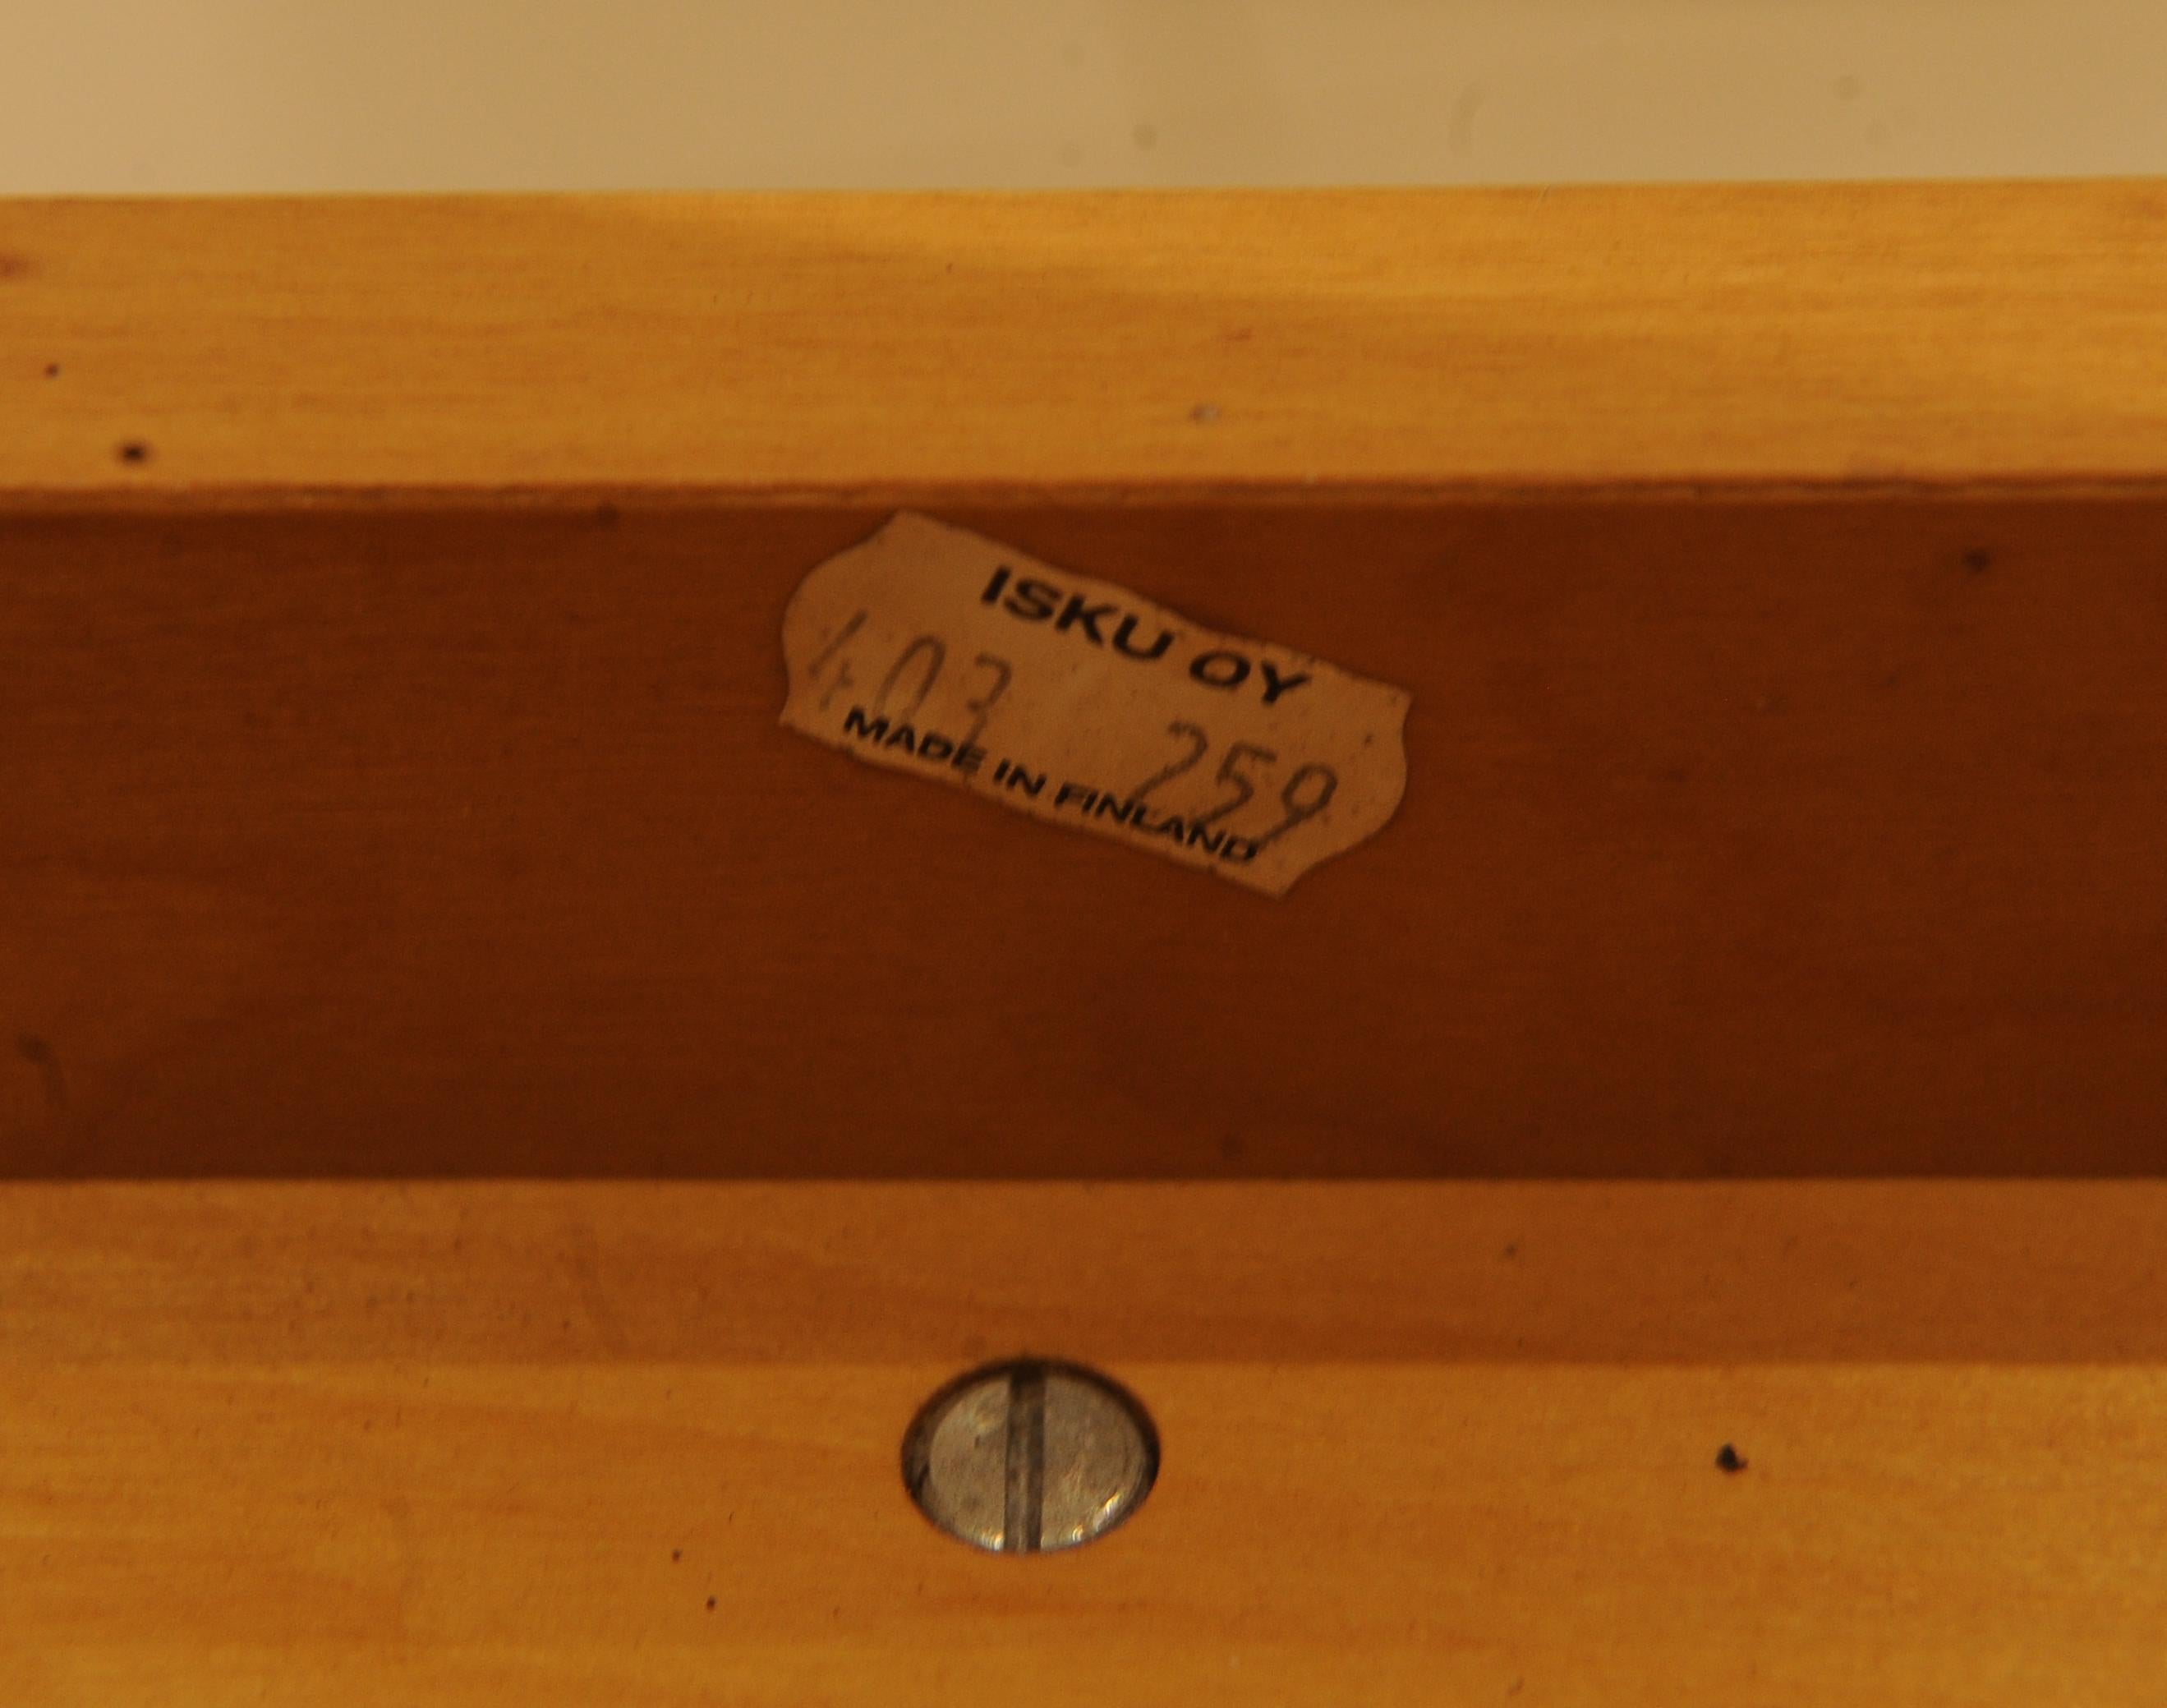 ISKU OY
403 259
MADE IN FINLAND